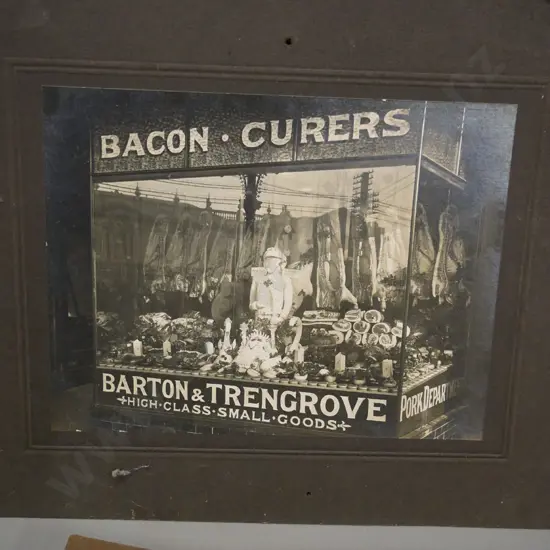 BACON · CURERS
BARTON & TRENGROVE
HIGH · CLASS · SMALL · GOODS
PORK DEPART